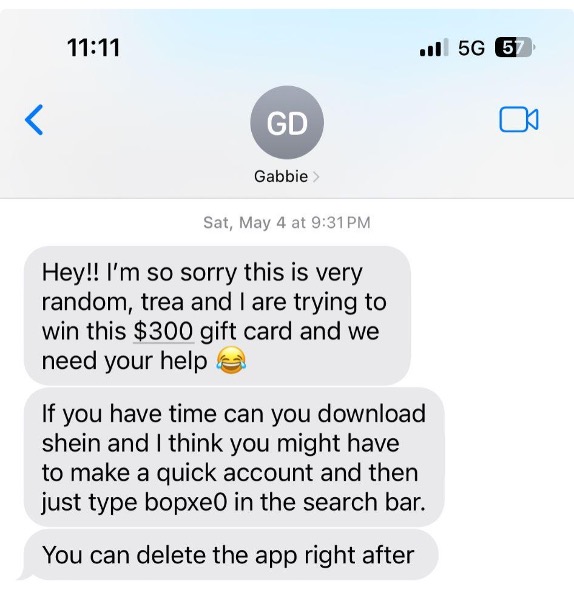 11:11
5G 57
GD
Gabbie
Sat, May 4 at 9:31 PM
Hey!! I'm so sorry this is very
random, trea and I are trying to
win this $300 gift card and we
need your help 😂
If you have time can you download
shein and I think you might have
to make a quick account and then
just type bopxe0 in the search bar.
You can delete the app right after